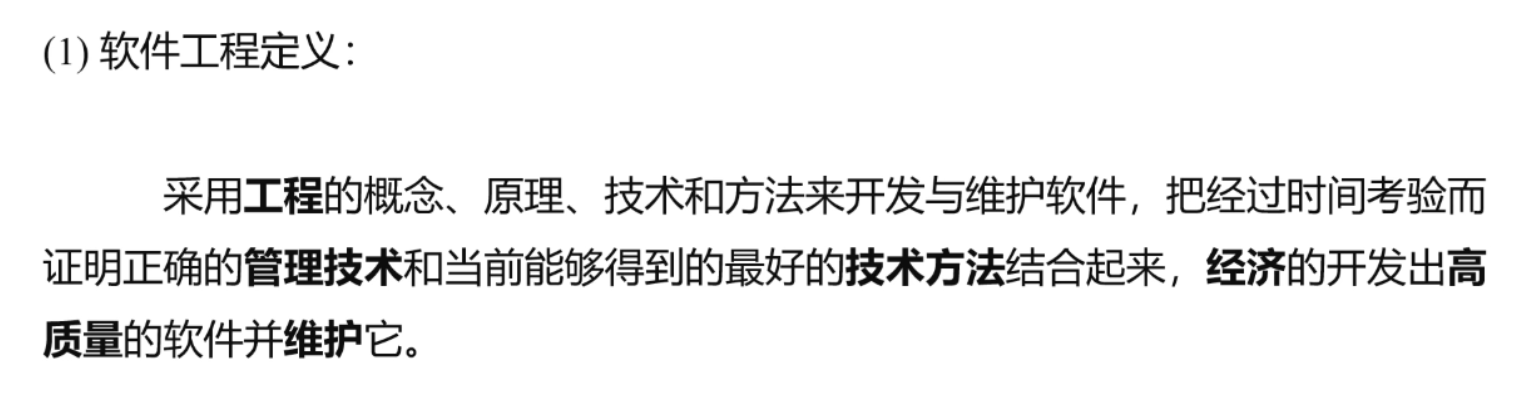 (1) 软件工程定义：
采用工程的概念、原理、技术和方法来开发与维护软件，把经过时间考验而
证明正确的管理技术和当前能够得到的最好的技术方法结合起来，经济的开发出高
质量的软件并维护它。